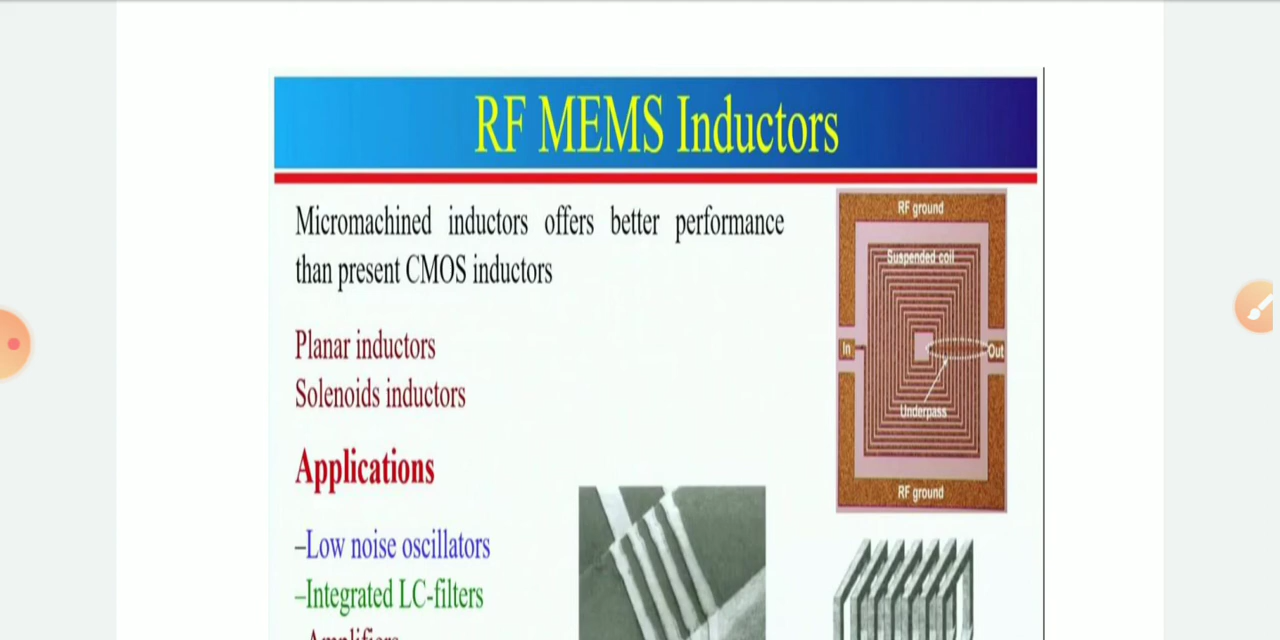 RF MEMS Inductors
Micromachined inductors offers better performance
than present CMOS inductors
Planar inductors
Solenoids inductors
Applications
–Low noise oscillators
–Integrated LC-filters
–Amplifiers
RF ground
Suspended coil
In
Out
Underpass
RF ground